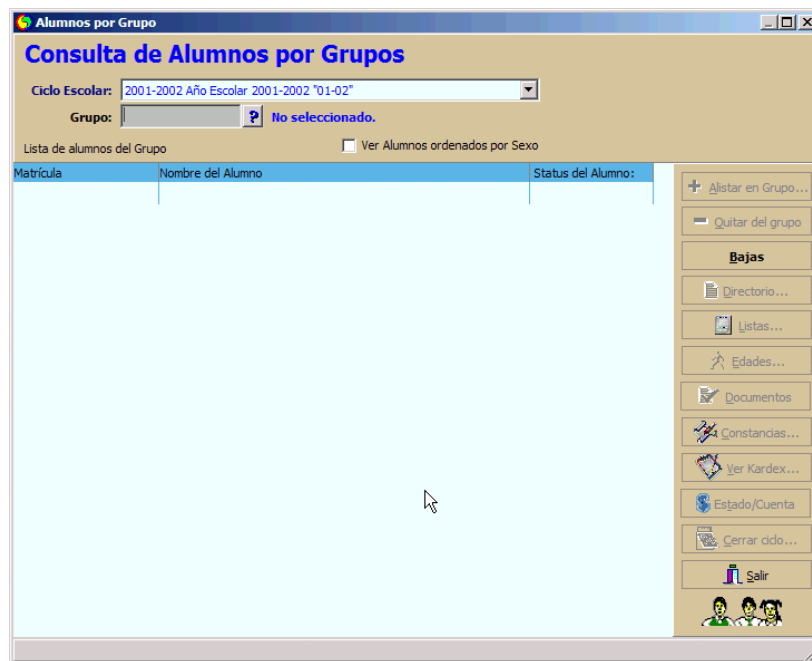 Alumnos por Grupo
Consulta de Alumnos por Grupos
Ciclo Escolar: 2001-2002 Año Escolar 2001-2002 "01-02"
Grupo: ? No seleccionado.
Lista de alumnos del Grupo Ver Alumnos ordenados por Sexo
Matrícula Nombre del Alumno Status del Alumno:
Alistar en Grupo...
Quitar del grupo
Bajas
Directorio...
Listas...
Edades...
Documentos
Constancias...
Ver Kardex...
Estado/Cuenta
Cerrar ciclo...
Salir